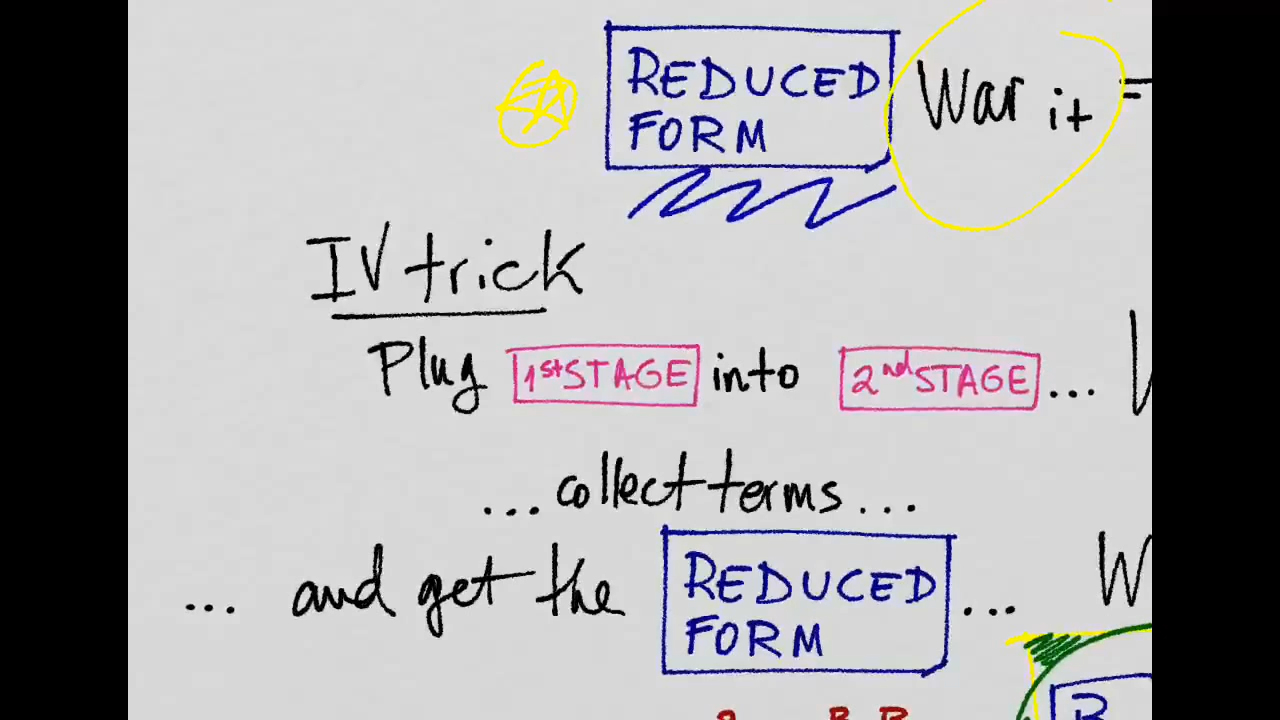 REDUCED FORM War it =
IV trick
Plug 1st STAGE into 2nd STAGE ...
... collect terms ...
... and get the REDUCED FORM ... W